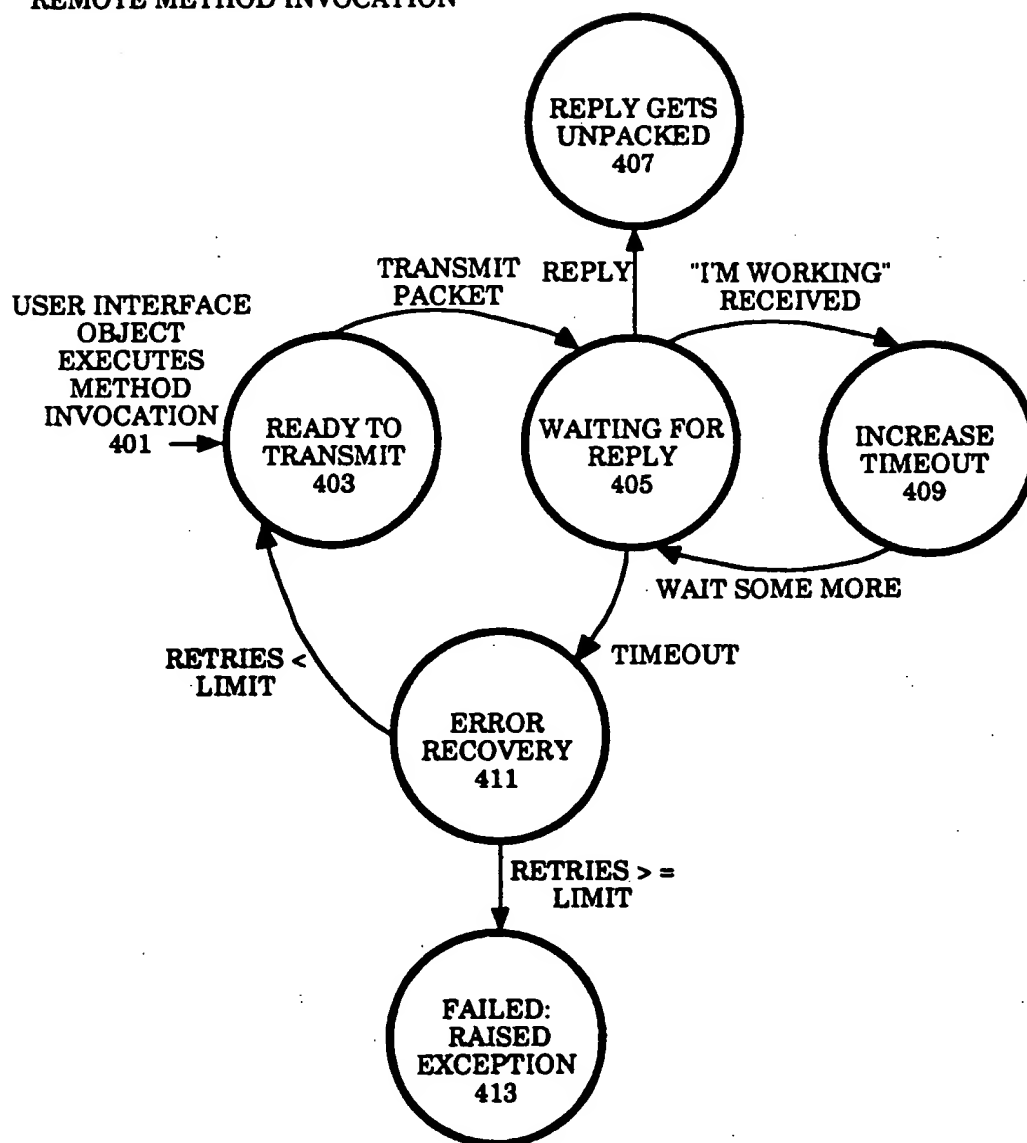 REMOTE METHOD INVOCATION
REPLY GETS
UNPACKED
407
TRANSMIT
PACKET
REPLY
"I'M WORKING"
RECEIVED
USER INTERFACE
OBJECT
EXECUTES
METHOD
INVOCATION
401
READY TO
TRANSMIT
403
WAITING FOR
REPLY
405
INCREASE
TIMEOUT
409
WAIT SOME MORE
TIMEOUT
RETRIES <
LIMIT
ERROR
RECOVERY
411
RETRIES > =
LIMIT
FAILED:
RAISED
EXCEPTION
413